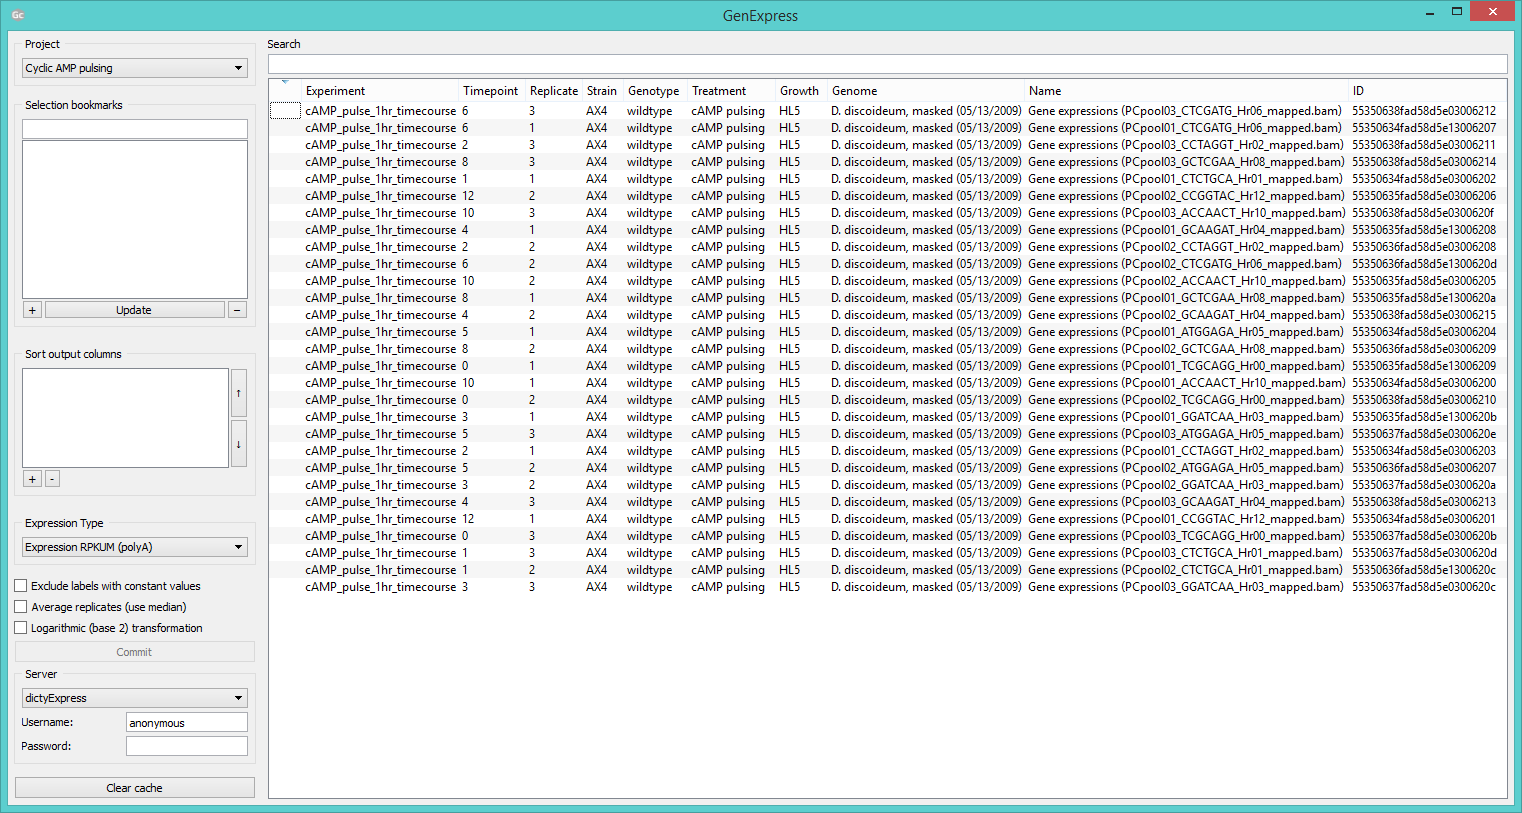 Gc GenExpress
Project
Cyclic AMP pulsing
Selection bookmarks
+ Update −
Sort output columns
↑
↓
+ -
Expression Type
Expression RPKUM (polyA)
Exclude labels with constant values
Average replicates (use median)
Logarithmic (base 2) transformation
Commit
Server
dictyExpress
Username: anonymous
Password:
Clear cache
Search
Experiment Timepoint Replicate Strain Genotype Treatment Growth Genome Name ID
cAMP_pulse_1hr_timecourse 6 3 AX4 wildtype cAMP pulsing HL5 D. discoideum, masked (05/13/2009) Gene expressions (PCpool03_CTCGATG_Hr06_mapped.bam) 55350638fad58d5e03006212
cAMP_pulse_1hr_timecourse 6 1 AX4 wildtype cAMP pulsing HL5 D. discoideum, masked (05/13/2009) Gene expressions (PCpool01_CTCGATG_Hr06_mapped.bam) 55350634fad58d5e13006207
cAMP_pulse_1hr_timecourse 2 3 AX4 wildtype cAMP pulsing HL5 D. discoideum, masked (05/13/2009) Gene expressions (PCpool03_CCTAGGT_Hr02_mapped.bam) 55350638fad58d5e03006211
cAMP_pulse_1hr_timecourse 8 3 AX4 wildtype cAMP pulsing HL5 D. discoideum, masked (05/13/2009) Gene expressions (PCpool03_GCTCGAA_Hr08_mapped.bam) 55350638fad58d5e03006214
cAMP_pulse_1hr_timecourse 1 1 AX4 wildtype cAMP pulsing HL5 D. discoideum, masked (05/13/2009) Gene expressions (PCpool01_CTCTGCA_Hr01_mapped.bam) 55350634fad58d5e03006202
cAMP_pulse_1hr_timecourse 12 2 AX4 wildtype cAMP pulsing HL5 D. discoideum, masked (05/13/2009) Gene expressions (PCpool02_CCGGTAC_Hr12_mapped.bam) 55350635fad58d5e03006206
cAMP_pulse_1hr_timecourse 10 3 AX4 wildtype cAMP pulsing HL5 D. discoideum, masked (05/13/2009) Gene expressions (PCpool03_ACCAACT_Hr10_mapped.bam) 55350638fad58d5e0300620f
cAMP_pulse_1hr_timecourse 4 1 AX4 wildtype cAMP pulsing HL5 D. discoideum, masked (05/13/2009) Gene expressions (PCpool01_GCAAGAT_Hr04_mapped.bam) 55350635fad58d5e13006208
cAMP_pulse_1hr_timecourse 2 2 AX4 wildtype cAMP pulsing HL5 D. discoideum, masked (05/13/2009) Gene expressions (PCpool02_CCTAGGT_Hr02_mapped.bam) 55350636fad58d5e03006208
cAMP_pulse_1hr_timecourse 6 2 AX4 wildtype cAMP pulsing HL5 D. discoideum, masked (05/13/2009) Gene expressions (PCpool02_CTCGATG_Hr06_mapped.bam) 55350636fad58d5e1300620d
cAMP_pulse_1hr_timecourse 10 2 AX4 wildtype cAMP pulsing HL5 D. discoideum, masked (05/13/2009) Gene expressions (PCpool02_ACCAACT_Hr10_mapped.bam) 55350635fad58d5e03006205
cAMP_pulse_1hr_timecourse 8 1 AX4 wildtype cAMP pulsing HL5 D. discoideum, masked (05/13/2009) Gene expressions (PCpool01_GCTCGAA_Hr08_mapped.bam) 55350635fad58d5e1300620a
cAMP_pulse_1hr_timecourse 4 2 AX4 wildtype cAMP pulsing HL5 D. discoideum, masked (05/13/2009) Gene expressions (PCpool02_GCAAGAT_Hr04_mapped.bam) 55350638fad58d5e03006215
cAMP_pulse_1hr_timecourse 5 1 AX4 wildtype cAMP pulsing HL5 D. discoideum, masked (05/13/2009) Gene expressions (PCpool01_ATGGAGA_Hr05_mapped.bam) 55350634fad58d5e03006204
cAMP_pulse_1hr_timecourse 8 2 AX4 wildtype cAMP pulsing HL5 D. discoideum, masked (05/13/2009) Gene expressions (PCpool02_GCTCGAA_Hr08_mapped.bam) 55350636fad58d5e03006209
cAMP_pulse_1hr_timecourse 0 1 AX4 wildtype cAMP pulsing HL5 D. discoideum, masked (05/13/2009) Gene expressions (PCpool01_TCGCAGG_Hr00_mapped.bam) 55350635fad58d5e13006209
cAMP_pulse_1hr_timecourse 10 1 AX4 wildtype cAMP pulsing HL5 D. discoideum, masked (05/13/2009) Gene expressions (PCpool01_ACCAACT_Hr10_mapped.bam) 55350634fad58d5e03006200
cAMP_pulse_1hr_timecourse 0 2 AX4 wildtype cAMP pulsing HL5 D. discoideum, masked (05/13/2009) Gene expressions (PCpool02_TCGCAGG_Hr00_mapped.bam) 55350638fad58d5e03006210
cAMP_pulse_1hr_timecourse 3 1 AX4 wildtype cAMP pulsing HL5 D. discoideum, masked (05/13/2009) Gene expressions (PCpool01_GGATCAA_Hr03_mapped.bam) 55350635fad58d5e1300620b
cAMP_pulse_1hr_timecourse 5 3 AX4 wildtype cAMP pulsing HL5 D. discoideum, masked (05/13/2009) Gene expressions (PCpool03_ATGGAGA_Hr05_mapped.bam) 55350637fad58d5e0300620e
cAMP_pulse_1hr_timecourse 2 1 AX4 wildtype cAMP pulsing HL5 D. discoideum, masked (05/13/2009) Gene expressions (PCpool01_CCTAGGT_Hr02_mapped.bam) 55350634fad58d5e03006203
cAMP_pulse_1hr_timecourse 5 2 AX4 wildtype cAMP pulsing HL5 D. discoideum, masked (05/13/2009) Gene expressions (PCpool02_ATGGAGA_Hr05_mapped.bam) 55350636fad58d5e03006207
cAMP_pulse_1hr_timecourse 3 2 AX4 wildtype cAMP pulsing HL5 D. discoideum, masked (05/13/2009) Gene expressions (PCpool02_GGATCAA_Hr03_mapped.bam) 55350637fad58d5e0300620a
cAMP_pulse_1hr_timecourse 4 3 AX4 wildtype cAMP pulsing HL5 D. discoideum, masked (05/13/2009) Gene expressions (PCpool03_GCAAGAT_Hr04_mapped.bam) 55350638fad58d5e03006213
cAMP_pulse_1hr_timecourse 12 1 AX4 wildtype cAMP pulsing HL5 D. discoideum, masked (05/13/2009) Gene expressions (PCpool01_CCGGTAC_Hr12_mapped.bam) 55350634fad58d5e03006201
cAMP_pulse_1hr_timecourse 0 3 AX4 wildtype cAMP pulsing HL5 D. discoideum, masked (05/13/2009) Gene expressions (PCpool03_TCGCAGG_Hr00_mapped.bam) 55350637fad58d5e0300620b
cAMP_pulse_1hr_timecourse 1 3 AX4 wildtype cAMP pulsing HL5 D. discoideum, masked (05/13/2009) Gene expressions (PCpool03_CTCTGCA_Hr01_mapped.bam) 55350637fad58d5e0300620d
cAMP_pulse_1hr_timecourse 1 2 AX4 wildtype cAMP pulsing HL5 D. discoideum, masked (05/13/2009) Gene expressions (PCpool02_CTCTGCA_Hr01_mapped.bam) 55350636fad58d5e1300620c
cAMP_pulse_1hr_timecourse 3 3 AX4 wildtype cAMP pulsing HL5 D. discoideum, masked (05/13/2009) Gene expressions (PCpool03_GGATCAA_Hr03_mapped.bam) 55350637fad58d5e0300620c